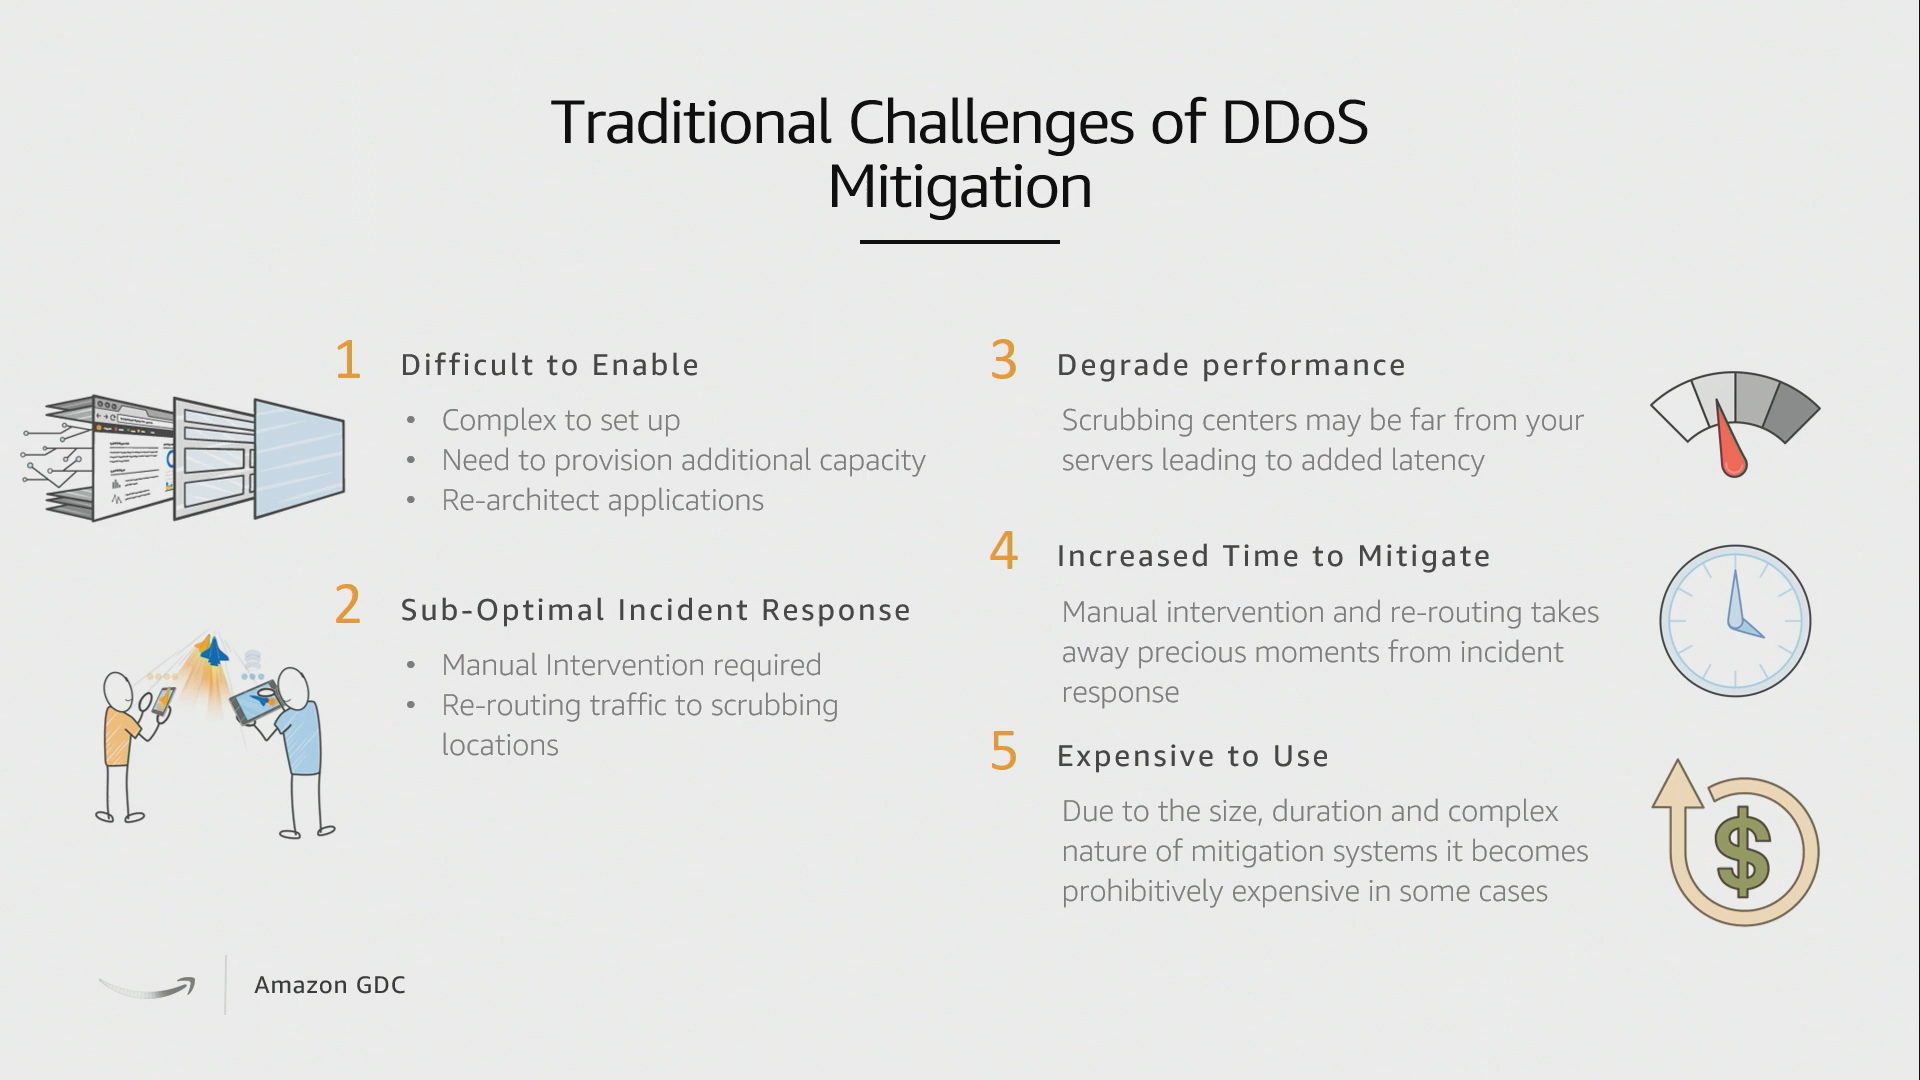 Traditional Challenges of DDoS
Mitigation
1 Difficult to Enable
• Complex to set up
• Need to provision additional capacity
• Re-architect applications
2 Sub-Optimal Incident Response
• Manual Intervention required
• Re-routing traffic to scrubbing
locations
3 Degrade performance
Scrubbing centers may be far from your
servers leading to added latency
4 Increased Time to Mitigate
Manual intervention and re-routing takes
away precious moments from incident
response
5 Expensive to Use
Due to the size, duration and complex
nature of mitigation systems it becomes
prohibitively expensive in some cases
$
Amazon GDC